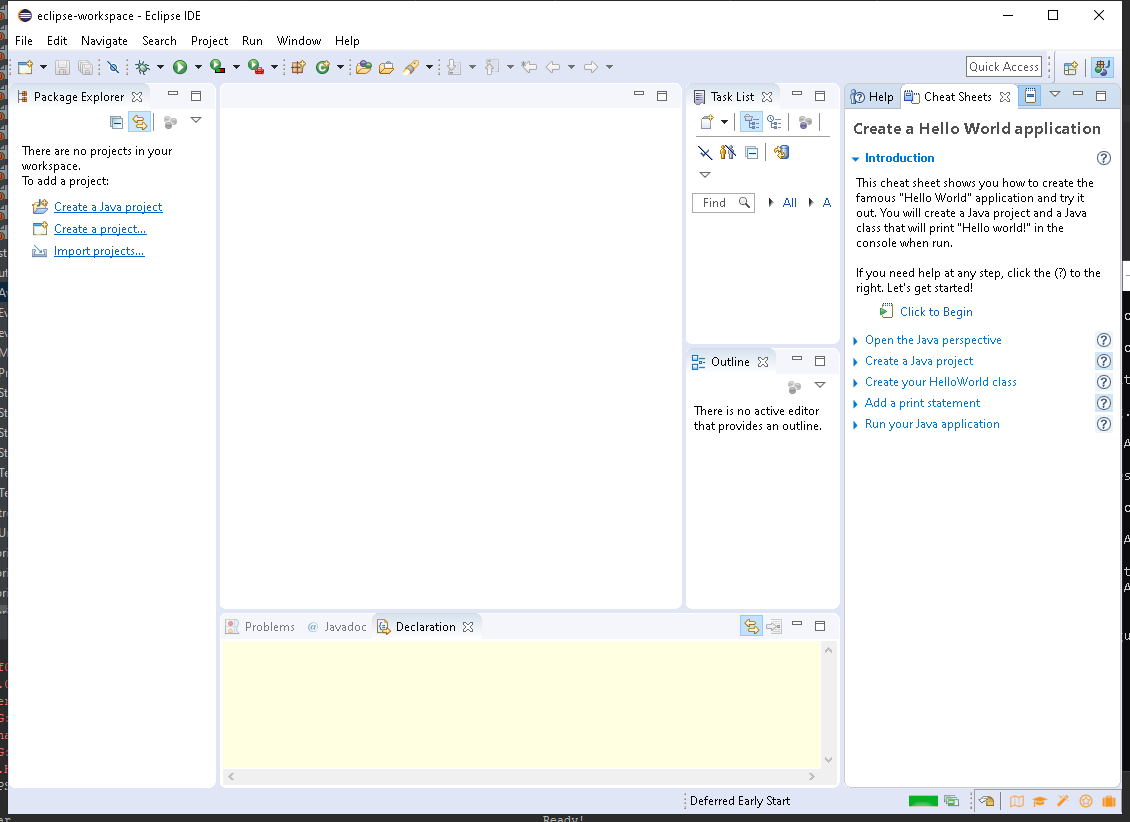 eclipse-workspace - Eclipse IDE
File Edit Navigate Search Project Run Window Help
Quick Access
Package Explorer
There are no projects in your
workspace.
To add a project:
Create a Java project
Create a project...
Import projects...
Task List
Find
All
A
Outline
There is no active editor
that provides an outline.
Help
Cheat Sheets
Create a Hello World application
Introduction
This cheat sheet shows you how to create the
famous "Hello World" application and try it
out. You will create a Java project and a Java
class that will print "Hello world!" in the
console when run.
If you need help at any step, click the (?) to the
right. Let's get started!
Click to Begin
Open the Java perspective
Create a Java project
Create your HelloWorld class
Add a print statement
Run your Java application
Problems
@ Javadoc
Declaration
Deferred Early Start
Ready!